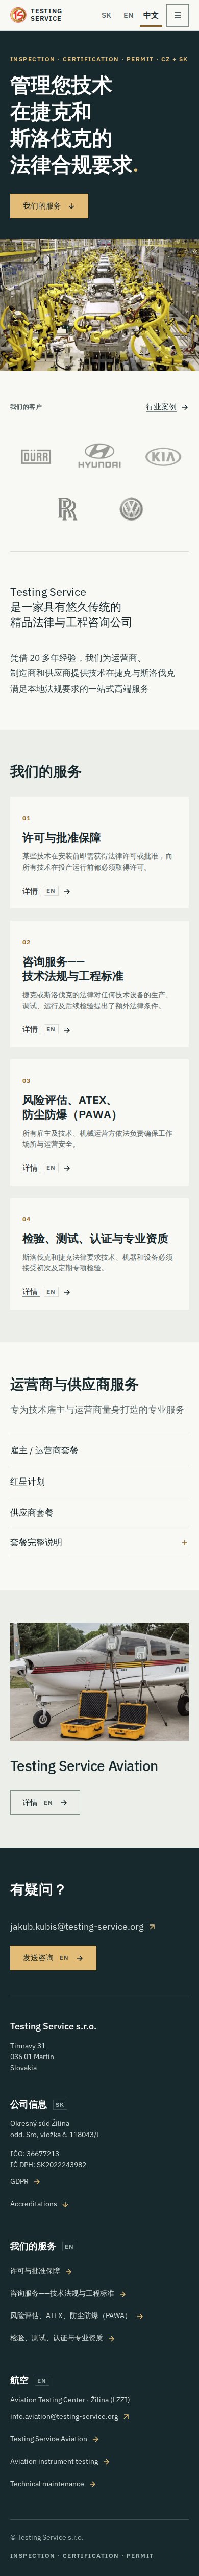 TESTING
SERVICE
SK EN 中文
INSPECTION · CERTIFICATION · PERMIT · CZ + SK
管理您技术
在捷克和
斯洛伐克的
法律合规要求.
我们的服务
我们的客户
行业案例
DÜRR
HYUNDAI
KIA
Testing Service
是一家具有悠久传统的
精品法律与工程咨询公司
凭借 20 多年经验，我们为运营商、
制造商和供应商提供技术在捷克与斯洛伐克
满足本地法规要求的一站式高端服务
我们的服务
01
许可与批准保障
某些技术在安装前即需获得法律许可或批准，而
所有技术在投产运行前都必须取得许可。
详情 EN
02
咨询服务——
技术法规与工程标准
捷克或斯洛伐克的法律对任何技术设备的生产、
调试、运行及后续检验提出了额外法律条件。
详情 EN
03
风险评估、ATEX、
防尘防爆（PAWA）
所有雇主及技术、机械运营方依法负责确保工作
场所与运营安全。
详情 EN
04
检验、测试、认证与专业资质
斯洛伐克和捷克法律要求技术、机器和设备必须
接受初次及定期专项检验。
详情 EN
运营商与供应商服务
专为技术雇主与运营商量身打造的专业服务
雇主 / 运营商套餐
红星计划
供应商套餐
套餐完整说明
Testing Service Aviation
详情 EN
有疑问？
jakub.kubis@testing-service.org
发送咨询 EN
Testing Service s.r.o.
Timravy 31
036 01 Martin
Slovakia
公司信息 SK
Okresný súd Žilina
odd. Sro, vložka č. 118043/L
IČO: 36677213
IČ DPH: SK2022243982
GDPR
Accreditations
我们的服务 EN
许可与批准保障
咨询服务——技术法规与工程标准
风险评估、ATEX、防尘防爆（PAWA）
检验、测试、认证与专业资质
航空 EN
Aviation Testing Center · Žilina (LZZI)
info.aviation@testing-service.org
Testing Service Aviation
Aviation instrument testing
Technical maintenance
© Testing Service s.r.o.
INSPECTION · CERTIFICATION · PERMIT